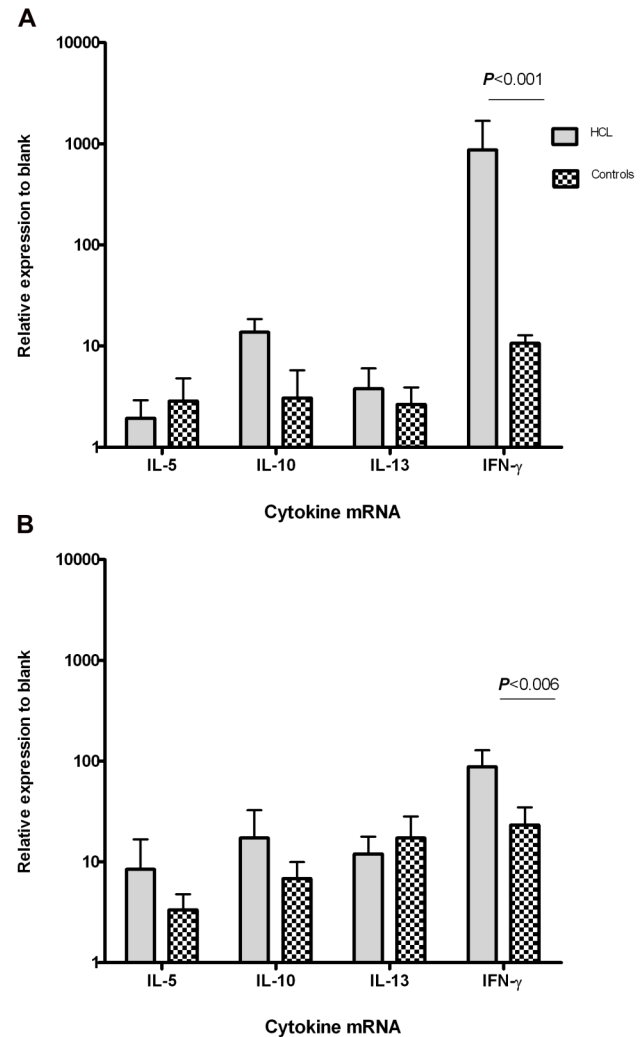 A
10000
1000
100
10
1
Relative expression to blank
P<0.001
HCL
Controls
IL-5 IL-10 IL-13 IFN-γ
Cytokine mRNA
B
10000
1000
100
10
1
Relative expression to blank
P<0.006
IL-5 IL-10 IL-13 IFN-γ
Cytokine mRNA